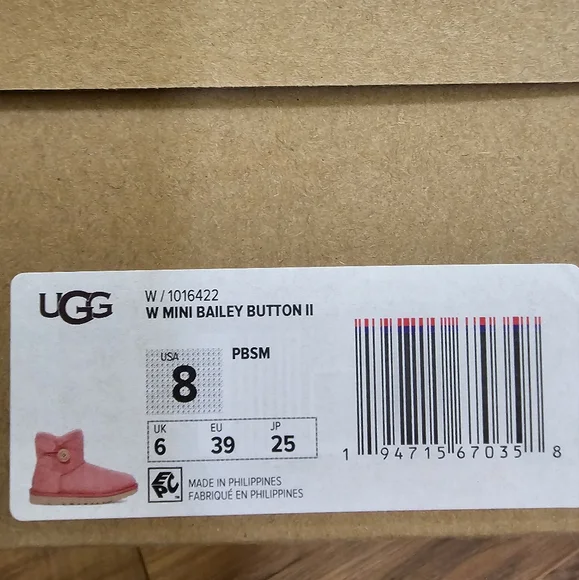 UGG
W / 1016422
W MINI BAILEY BUTTON II
USA
8
PBSM
UK EU JP
6 39 25
EPC™
MADE IN PHILIPPINES
FABRIQUÉ EN PHILIPPINES
1 94715 67035 8